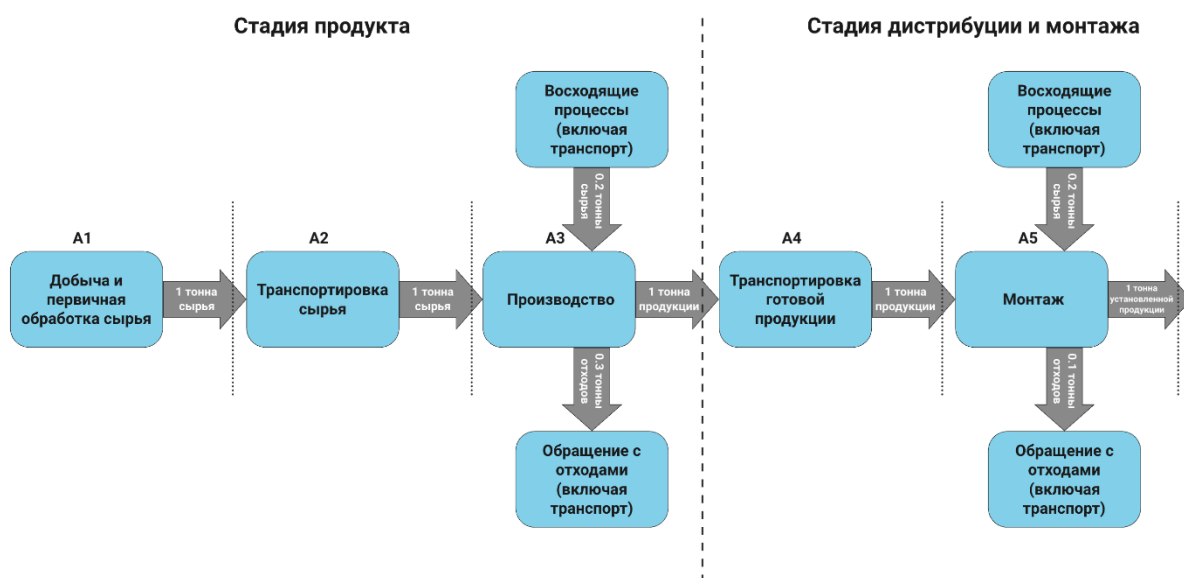 Стадия продукта
Стадия дистрибуции и монтажа
Восходящие
процессы
(включая
транспорт)
Восходящие
процессы
(включая
транспорт)
0.2 тонны
сырья
0.2 тонны
сырья
A1
A2
A3
A4
A5
Добыча и
первичная
обработка сырья
1 тонна
сырья
Транспортировка
сырья
1 тонна
сырья
Производство
1 тонна
продукции
Транспортировка
готовой
продукции
1 тонна
продукции
Монтаж
1 тонна
установленной
продукции
0.3 тонны
отходов
0.1 тонны
отходов
Обращение с
отходами
(включая
транспорт)
Обращение с
отходами
(включая
транспорт)